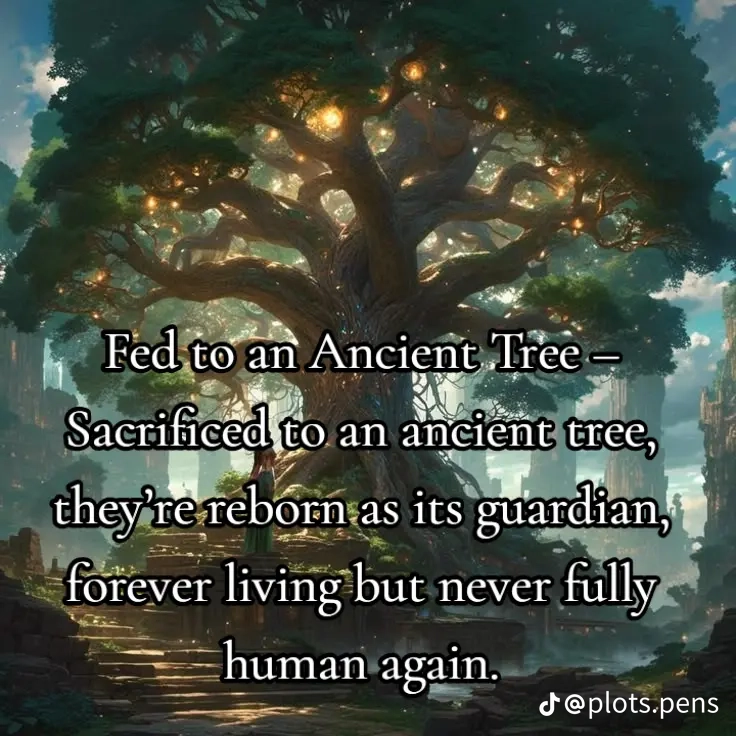 Fed to an Ancient Tree –
Sacrificed to an ancient tree,
they’re reborn as its guardian,
forever living but never fully
human again.
@plots.pens